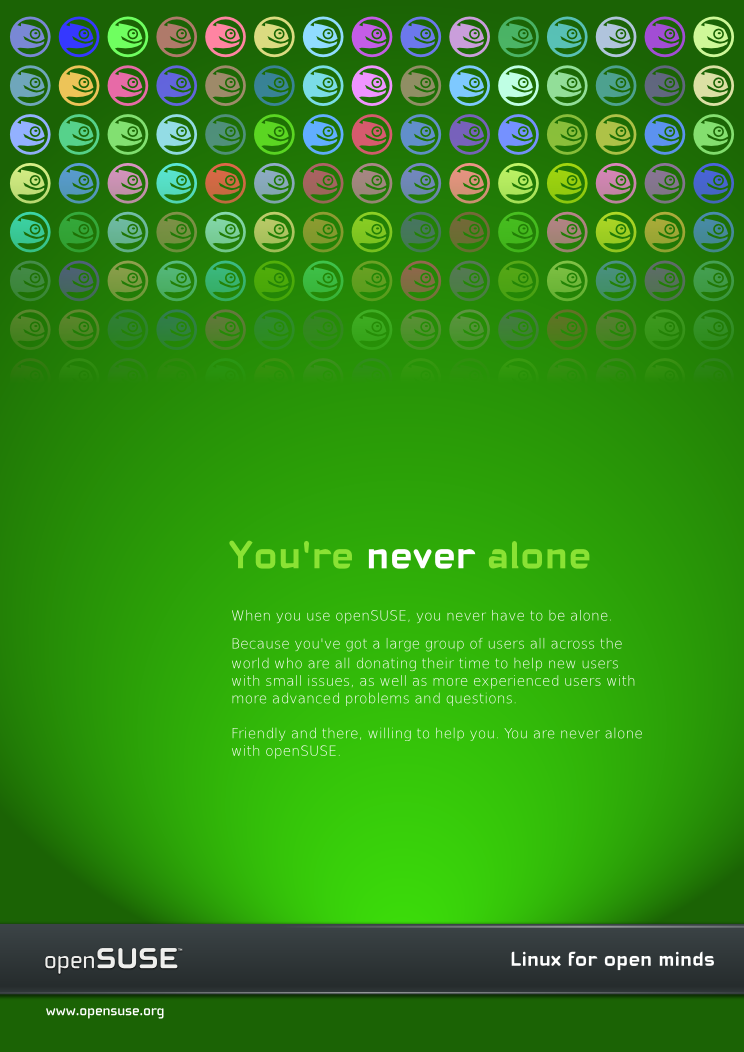 You're never alone
When you use openSUSE, you never have to be alone.
Because you've got a large group of users all across the
world who are all donating their time to help new users
with small issues, as well as more experienced users with
more advanced problems and questions.
Friendly and there, willing to help you. You are never alone
with openSUSE.
openSUSE™
Linux for open minds
www.opensuse.org